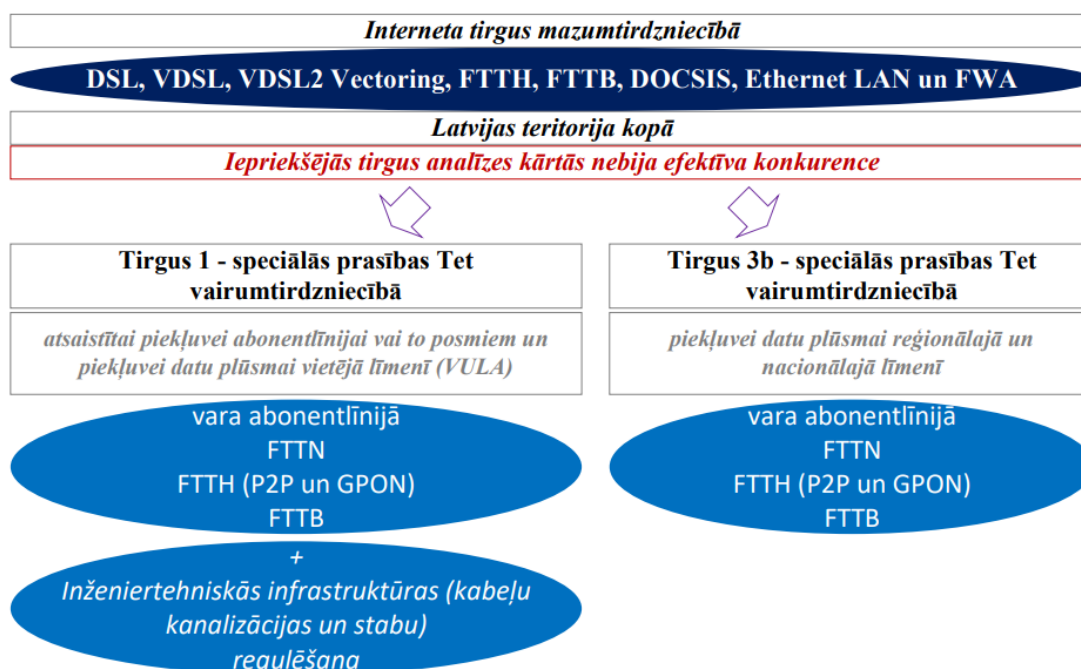 Interneta tirgus mazumtirdzniecībā
DSL, VDSL, VDSL2 Vectoring, FTTH, FTTB, DOCSIS, Ethernet LAN un FWA
Latvijas teritorija kopā
Iepriekšējās tirgus analīzes kārtās nebija efektīva konkurence
Tirgus 1 - speciālās prasības Tet
vairumtirdzniecībā
atsaistītai piekļuvei abonentlīnijai vai to posmiem un
piekļuvei datu plūsmai vietējā līmenī (VULA)
vara abonentlīnijā
FTTN
FTTH (P2P un GPON)
FTTB
+
Inženiertehniskās infrastruktūras (kabeļu
kanalizācijas un stabu)
regulēšana
Tirgus 3b - speciālās prasības Tet
vairumtirdzniecībā
piekļuvei datu plūsmai reģionālajā un
nacionālajā līmenī
vara abonentlīnijā
FTTN
FTTH (P2P un GPON)
FTTB